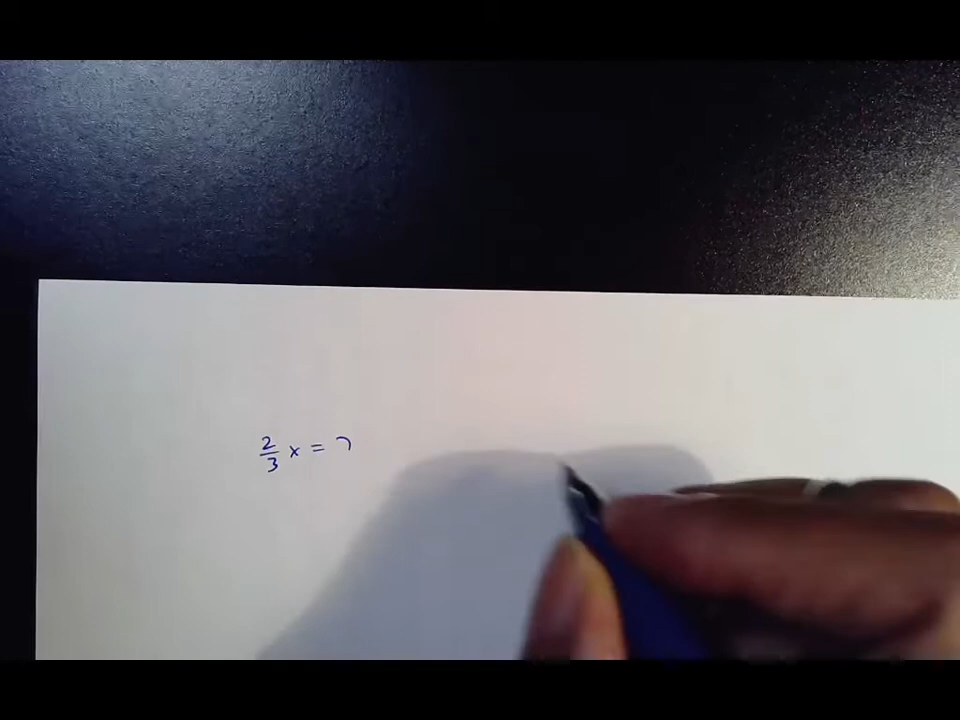 2/3 x = 7